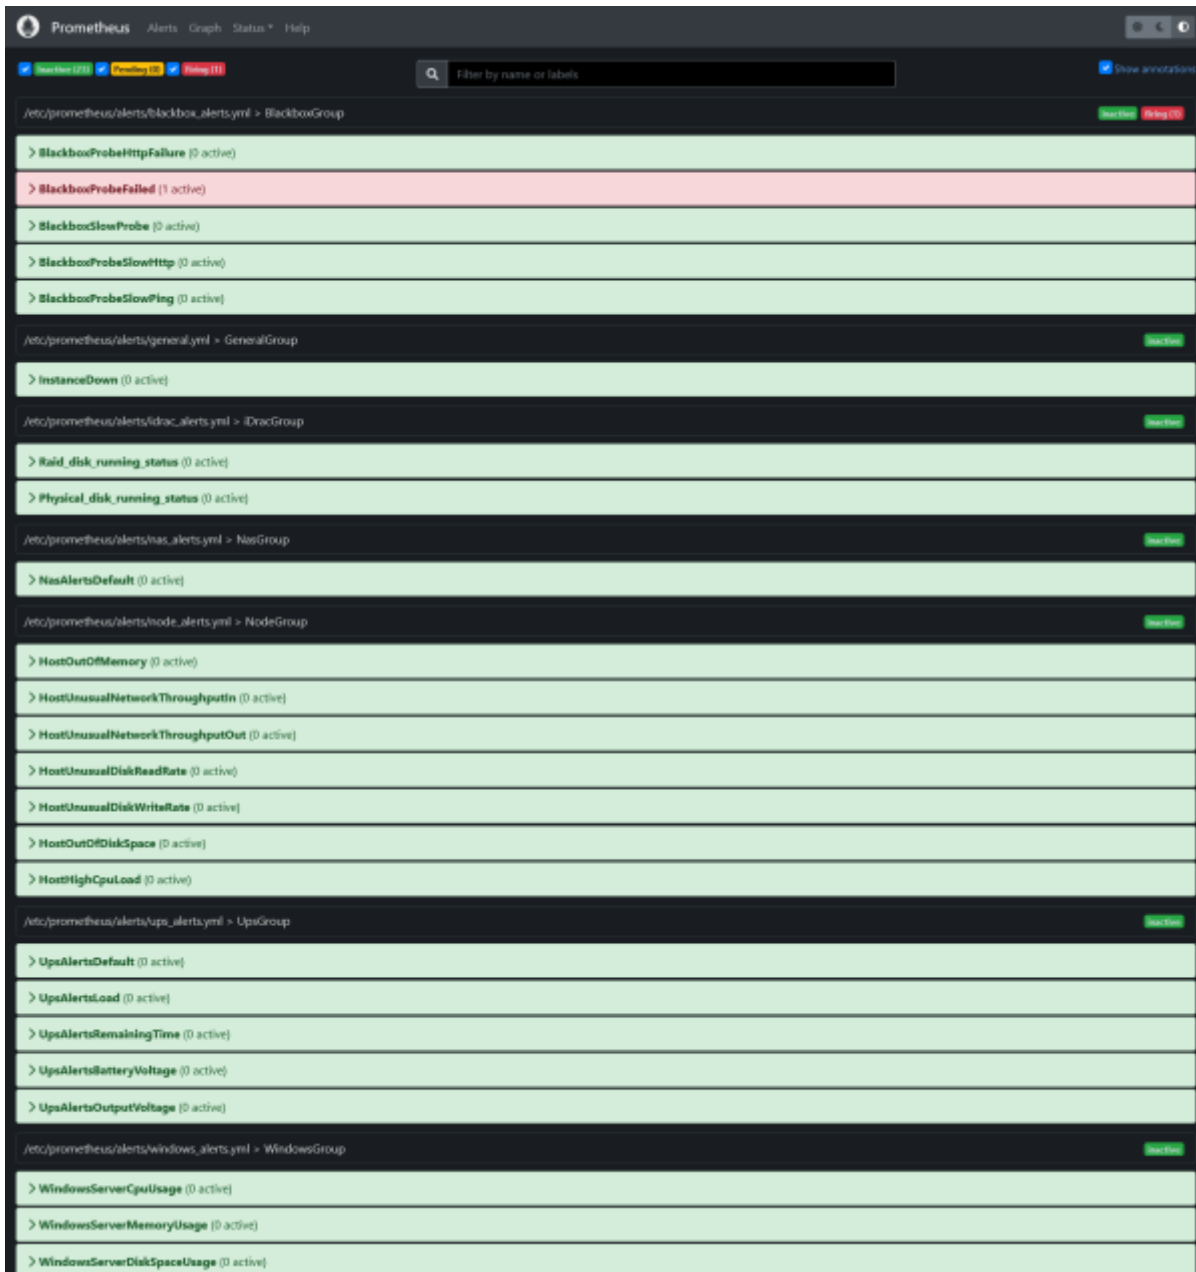 Prometheus Alerts Graph Status Help
Inactive (23) Pending (0) Firing (1) Filter by name or labels Show annotations
/etc/prometheus/alerts/blackbox_alerts.yml > BlackboxGroup Inactive Firing (1)
BlackboxProbeHttpFailure (0 active)
BlackboxProbeFailed (1 active)
BlackboxSlowProbe (0 active)
BlackboxProbeSlowHttp (0 active)
BlackboxProbeSlowPing (0 active)
/etc/prometheus/alerts/general.yml > GeneralGroup Inactive
InstanceDown (0 active)
/etc/prometheus/alerts/idrac_alerts.yml > iDracGroup Inactive
Raid_disk_running_status (0 active)
Physical_disk_running_status (0 active)
/etc/prometheus/alerts/nas_alerts.yml > NasGroup Inactive
NasAlertsDefault (0 active)
/etc/prometheus/alerts/node_alerts.yml > NodeGroup Inactive
HostOutOfMemory (0 active)
HostUnusualNetworkThroughputIn (0 active)
HostUnusualNetworkThroughputOut (0 active)
HostUnusualDiskReadRate (0 active)
HostUnusualDiskWriteRate (0 active)
HostOutOfDiskSpace (0 active)
HostHighCpuLoad (0 active)
/etc/prometheus/alerts/ups_alerts.yml > UpsGroup Inactive
UpsAlertsDefault (0 active)
UpsAlertsLoad (0 active)
UpsAlertsRemainingTime (0 active)
UpsAlertsBatteryVoltage (0 active)
UpsAlertsOutputVoltage (0 active)
/etc/prometheus/alerts/windows_alerts.yml > WindowsGroup Inactive
WindowsServerCpuUsage (0 active)
WindowsServerMemoryUsage (0 active)
WindowsServerDiskSpaceUsage (0 active)